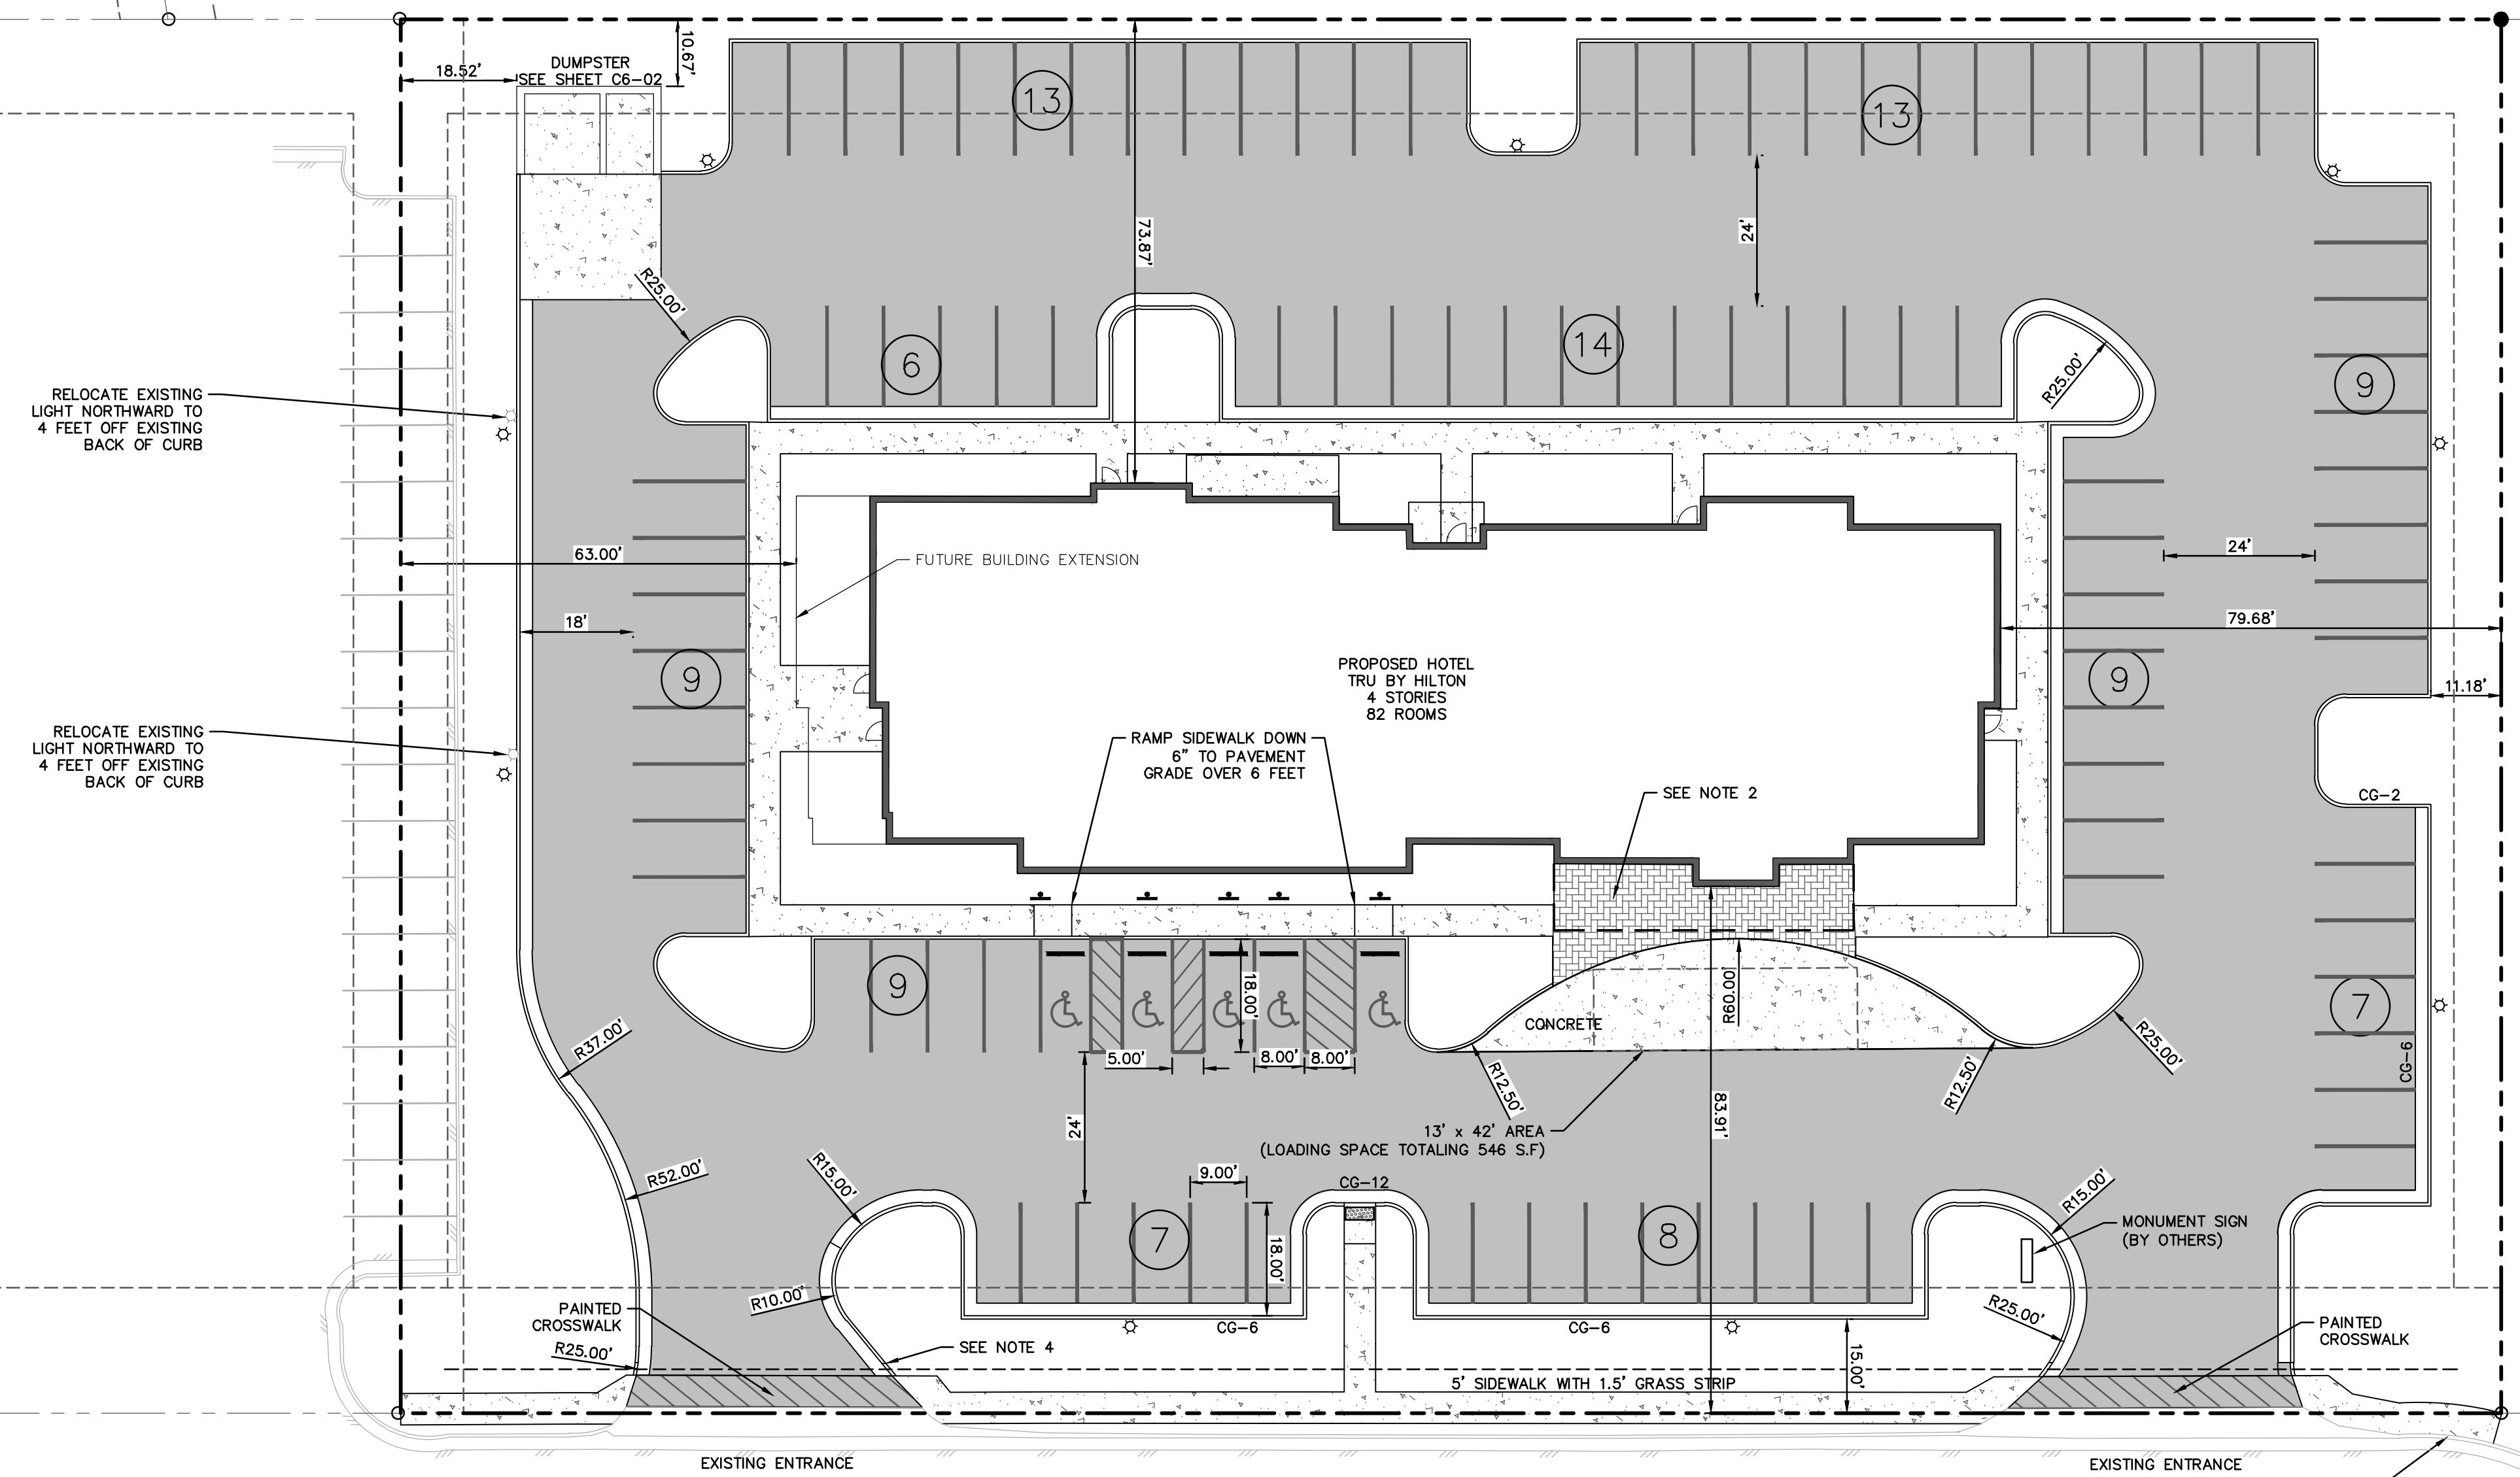 10.67'
DUMPSTER
SEE SHEET C6-02
18.52'
13
13
73.87'
24'
R25.00'
6
14
R25.00'
9
RELOCATE EXISTING
LIGHT NORTHWARD TO
4 FEET OFF EXISTING
BACK OF CURB
63.00'
FUTURE BUILDING EXTENSION
24'
18'
79.68'
9
PROPOSED HOTEL
TRU BY HILTON
4 STORIES
82 ROOMS
9
11.18'
RELOCATE EXISTING
LIGHT NORTHWARD TO
4 FEET OFF EXISTING
BACK OF CURB
RAMP SIDEWALK DOWN
6" TO PAVEMENT
GRADE OVER 6 FEET
SEE NOTE 2
CG-2
9
18.00'
R60.00'
CONCRETE
7
CG-6
R37.00'
5.00'
8.00'
8.00'
R12.50'
R12.50'
R25.00'
24'
83.91'
13' x 42' AREA
(LOADING SPACE TOTALING 546 S.F)
R52.00'
R15.00'
9.00'
CG-12
R15.00'
7
18.00'
8
MONUMENT SIGN
(BY OTHERS)
R10.00'
PAINTED
CROSSWALK
CG-6
CG-6
R25.00'
PAINTED
CROSSWALK
R25.00'
SEE NOTE 4
15.00'
5' SIDEWALK WITH 1.5' GRASS STRIP
EXISTING ENTRANCE
EXISTING ENTRANCE